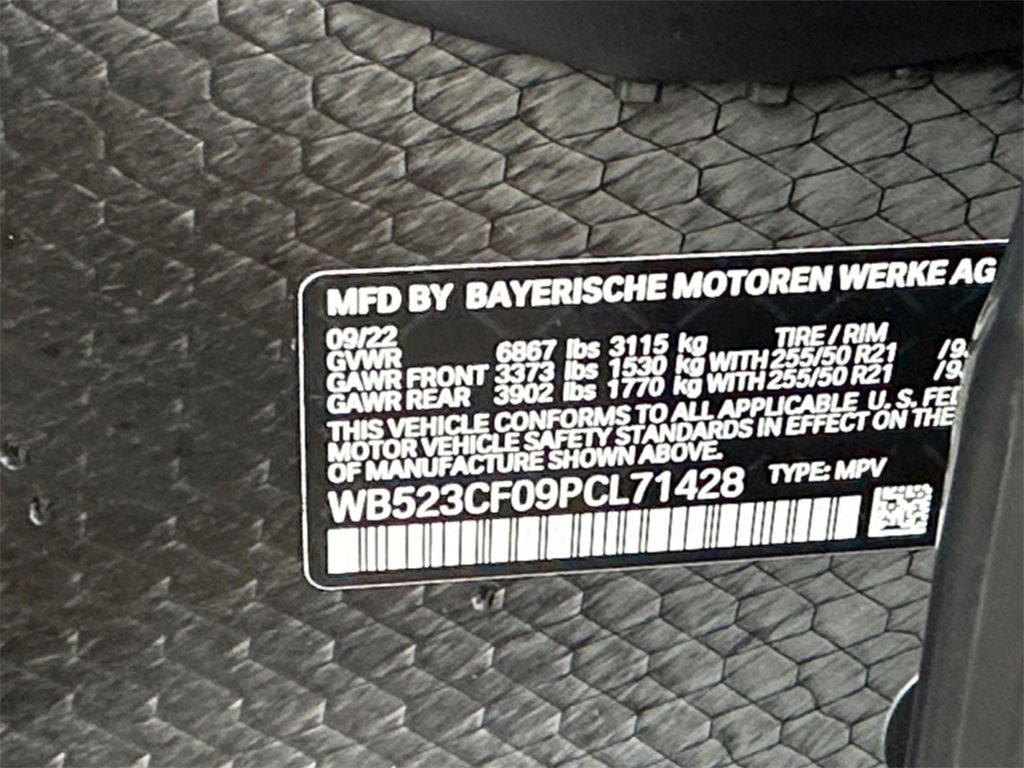 MFD BY BAYERISCHE MOTOREN WERKE AG
09/22 TIRE / RIM
GVWR 6867 lbs 3115 kg
GAWR FRONT 3373 lbs 1530 kg WITH 255/50 R21
GAWR REAR 3902 lbs 1770 kg WITH 255/50 R21
THIS VEHICLE CONFORMS TO ALL APPLICABLE U. S.
MOTOR VEHICLE SAFETY STANDARDS IN EFFECT ON THE
OF MANUFACTURE SHOWN ABOVE.
WB523CF09PCL71428 TYPE: MPV